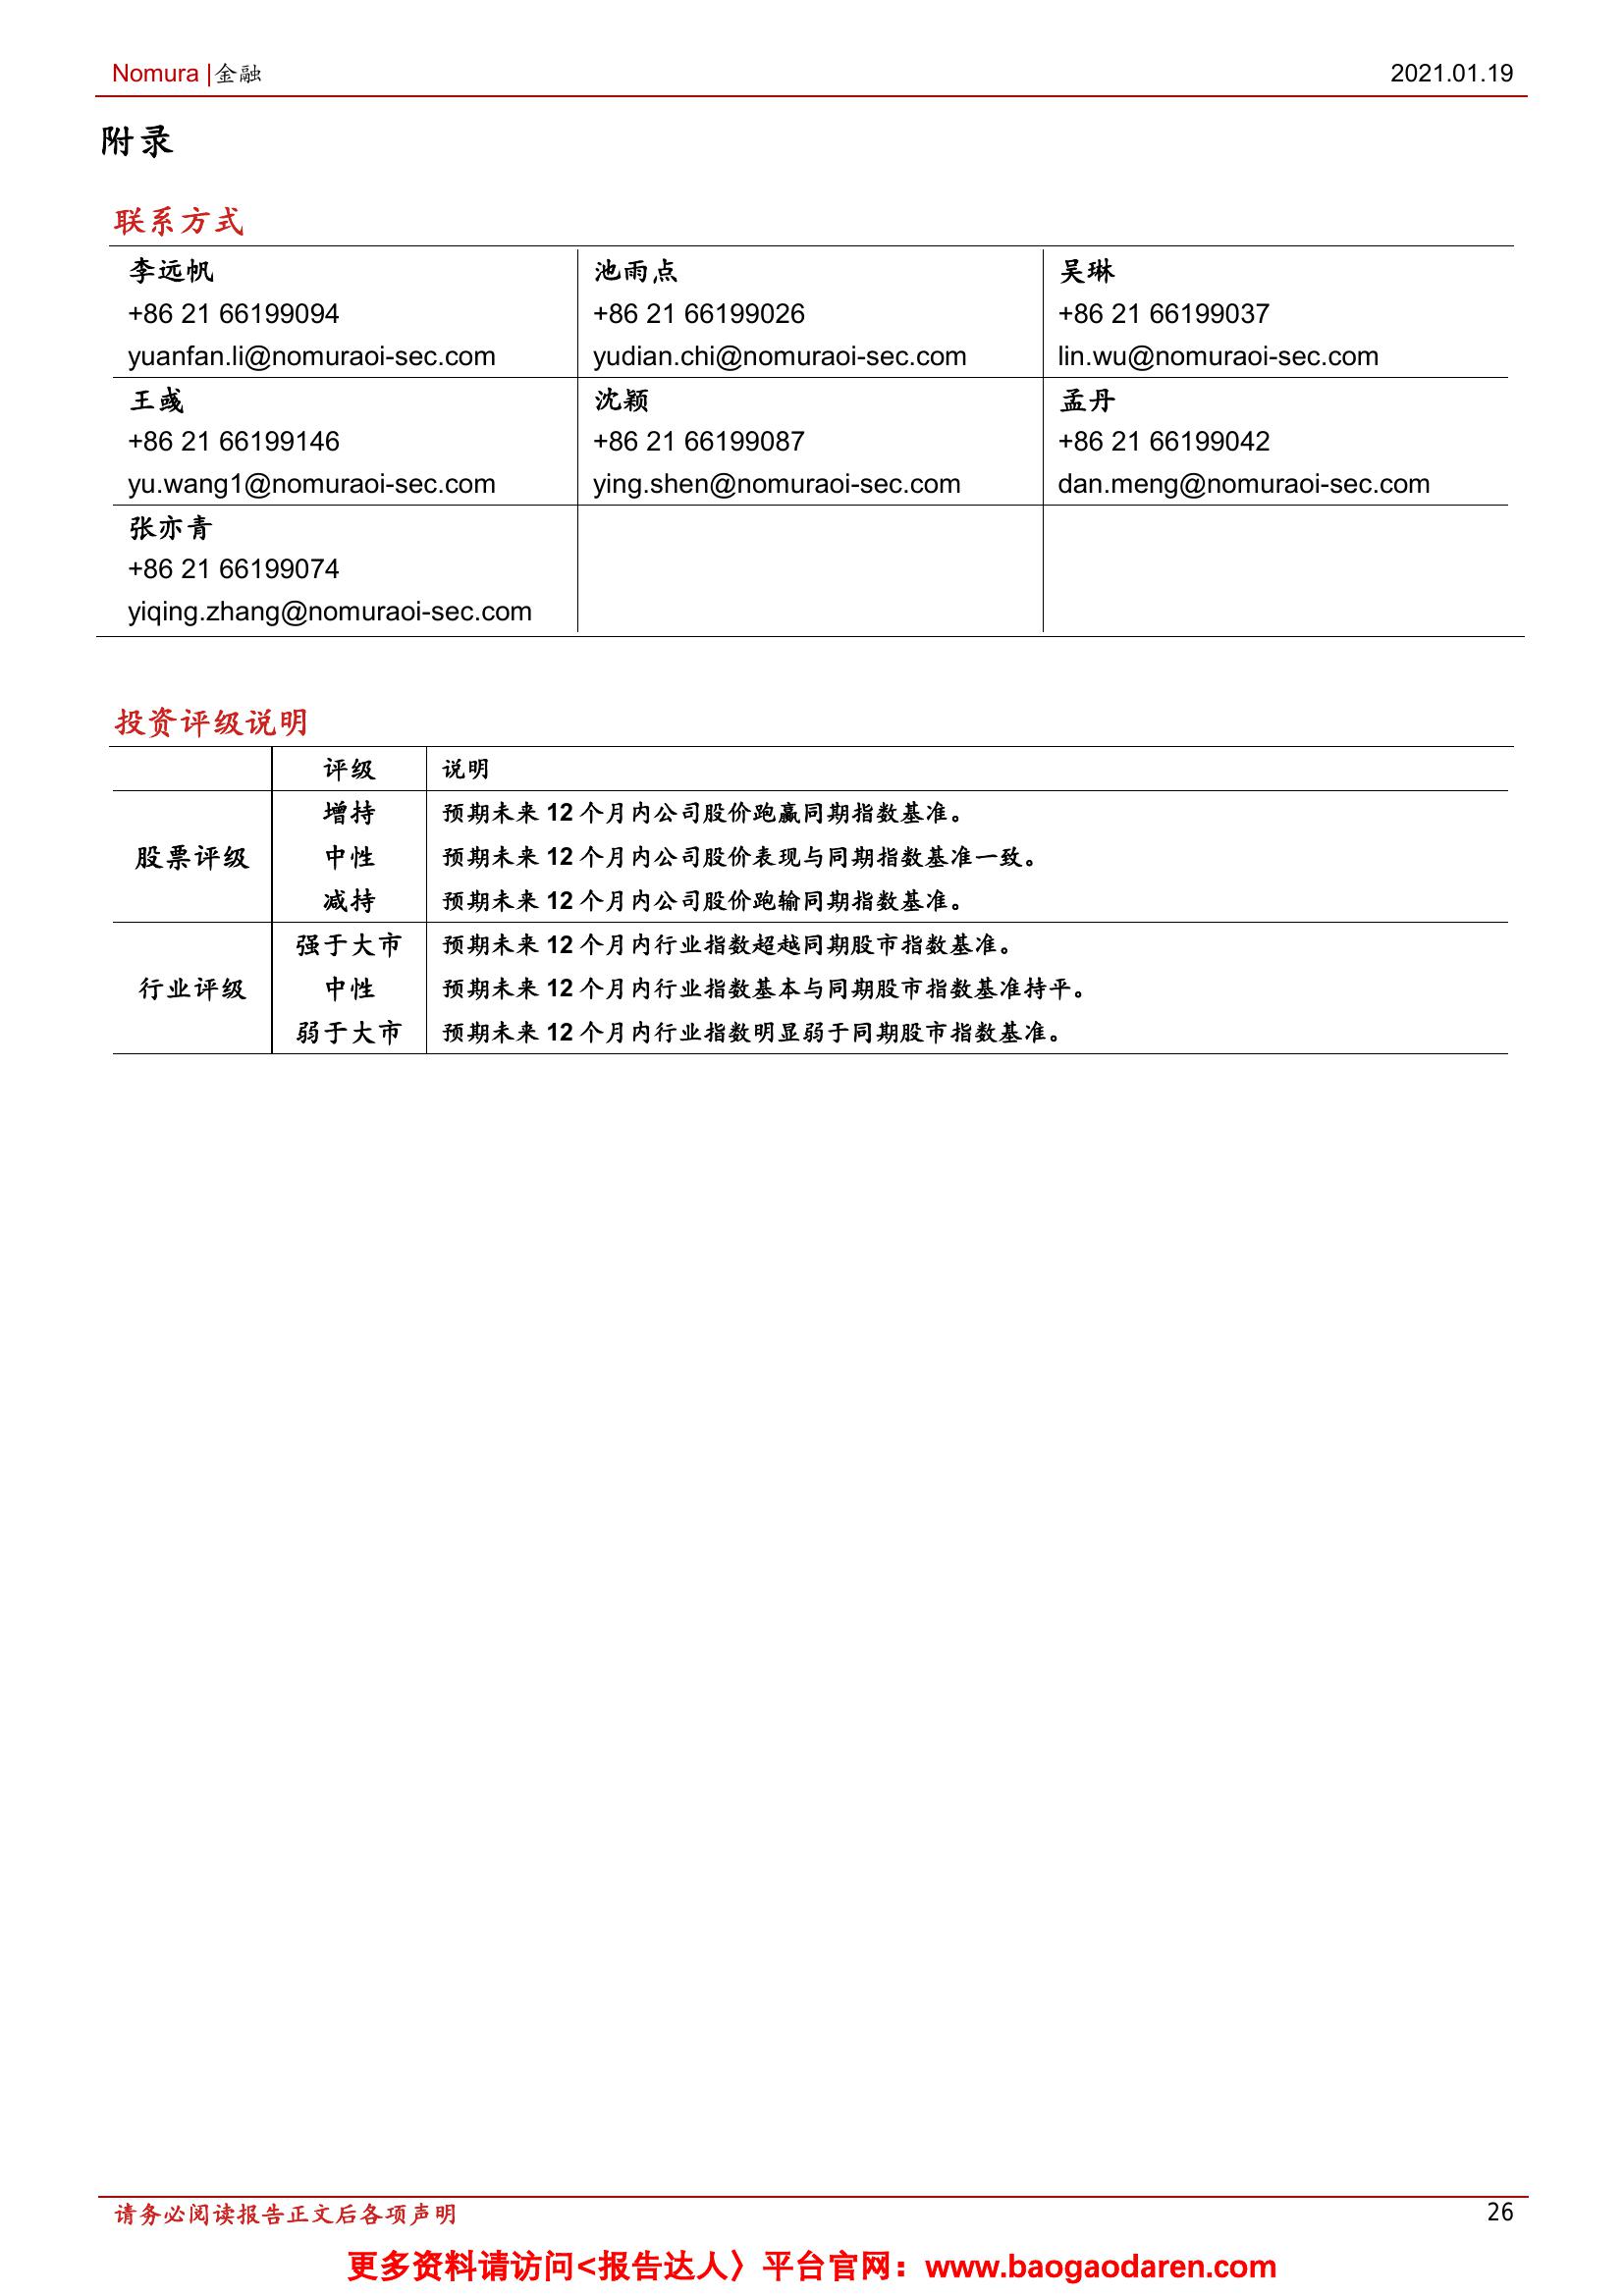 Nomura |金融 2021.01.19
附录
联系方式
李远帆 池雨点 吴琳
+86 21 66199094 +86 21 66199026 +86 21 66199037
yuanfan.li@nomuraoi-sec.com yudian.chi@nomuraoi-sec.com lin.wu@nomuraoi-sec.com
王彧 沈颖 孟丹
+86 21 66199146 +86 21 66199087 +86 21 66199042
yu.wang1@nomuraoi-sec.com ying.shen@nomuraoi-sec.com dan.meng@nomuraoi-sec.com
张亦青
+86 21 66199074
yiqing.zhang@nomuraoi-sec.com
投资评级说明
评级 说明
增持 预期未来 12 个月内公司股价跑赢同期指数基准。
股票评级 中性 预期未来 12 个月内公司股价表现与同期指数基准一致。
减持 预期未来 12 个月内公司股价跑输同期指数基准。
强于大市 预期未来 12 个月内行业指数超越同期股市指数基准。
行业评级 中性 预期未来 12 个月内行业指数基本与同期股市指数基准持平。
弱于大市 预期未来 12 个月内行业指数明显弱于同期股市指数基准。
请务必阅读报告正文后各项声明 26
更多资料请访问<报告达人〉平台官网：www.baogaodaren.com